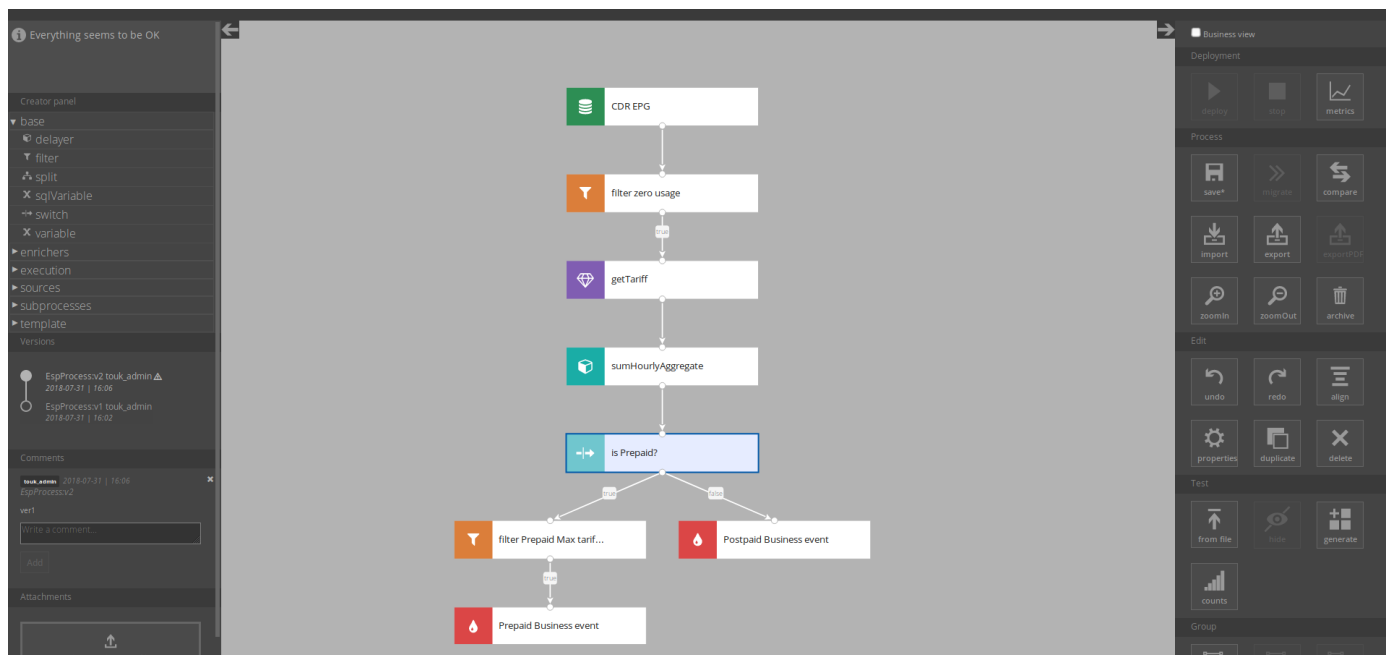 Everything seems to be OK
Creator panel
base
delayer
filter
split
sqlVariable
switch
variable
enrichers
execution
sources
subprocesses
template
Versions
EspProcess:v2 touk_admin
2018-07-31 | 16:06
EspProcess:v1 touk_admin
2018-07-31 | 16:02
Comments
touk_admin 2018-07-31 | 16:06
EspProcess:v2
ver1
Write a comment...
Add
Attachments
CDR EPG
filter zero usage
true
getTariff
sumHourlyAggregate
is Prepaid?
true
false
filter Prepaid Max tarif...
Postpaid Business event
true
Prepaid Business event
Business view
Deployment
deploy
stop
metrics
Process
save*
migrate
compare
import
export
exportPDF
zoomIn
zoomOut
archive
Edit
undo
redo
align
properties
duplicate
delete
Test
from file
hide
generate
counts
Group